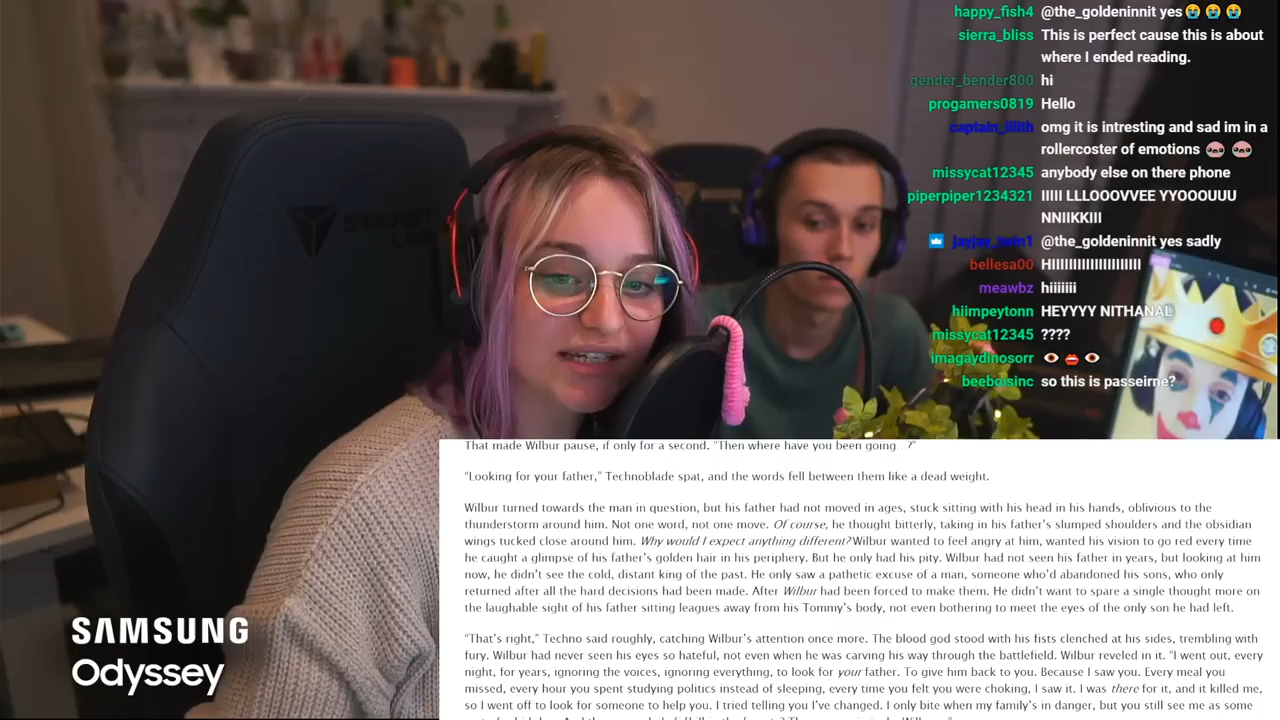 happy_fish4 @the_goldeninnit yes😭😭😭
sierra_bliss This is perfect cause this is about
where I ended reading.
gender_bender800 hi
progamers0819 Hello
captain_lilith omg it is intresting and sad im in a
rollercoster of emotions
missycat12345 anybody else on there phone
piperpiper1234321 IIIII LLLOOOVVEE YYOOOUUU
NNIIKKIII
jayjay_twin1 @the_goldeninnit yes sadly
bellesa00 HIIIIIIIIIIIIIIIIIIII
meawbz hiiiiiii
hiimpeytonn HEYYYY NITHANAL
missycat12345 ????
imagaydinosorr 👁️👄👁️
beeboisinc so this is passeirne?
SAMSUNG
Odyssey
That made Wilbur pause, if only for a second. "Then where have you been going...?"
"Looking for your father," Technoblade spat, and the words fell between them like a dead weight.
Wilbur turned towards the man in question, but his father had not moved in ages, stuck sitting with his head in his hands, oblivious to the
thunderstorm around him. Not one word, not one move. Of course, he thought bitterly, taking in his father's slumped shoulders and the obsidian
wings tucked close around him. Why would I expect anything different? Wilbur wanted to feel angry at him, wanted his vision to go red every time
he caught a glimpse of his father's golden hair in his periphery. But he only had his pity. Wilbur had not seen his father in years, but looking at him
now, he didn't see the cold, distant king of the past. He only saw a pathetic excuse of a man, someone who'd abandoned his sons, who only
returned after all the hard decisions had been made. After Wilbur had been forced to make them. He didn't want to spare a single thought more on
the laughable sight of his father sitting leagues away from his Tommy's body, not even bothering to meet the eyes of the only son he had left.
"That's right," Techno said roughly, catching Wilbur's attention once more. The blood god stood with his fists clenched at his sides, trembling with
fury. Wilbur had never seen his eyes so hateful, not even when he was carving his way through the battlefield. Wilbur reveled in it. "I went out, every
night, for years, ignoring the voices, ignoring everything, to look for your father. To give him back to you. Because I saw you. Every meal you
missed, every hour you spent studying politics instead of sleeping, every time you felt you were choking, I saw it. I was there for it, and it killed me,
so I went off to look for someone to help you. I tried telling you I've changed. I only bite when my family's in danger, but you still see me as some